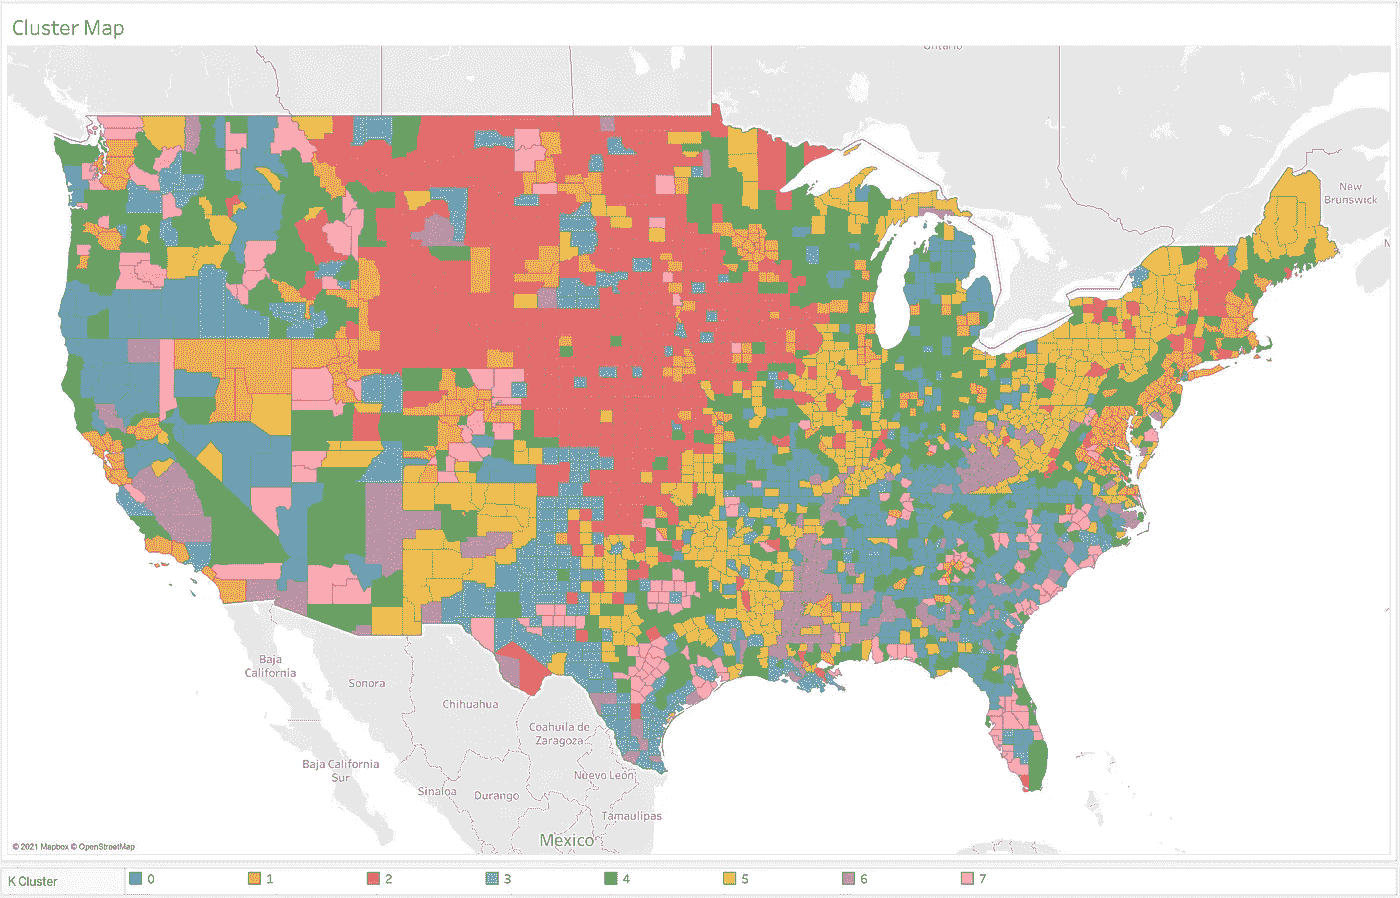 Cluster Map
Ontario
New
Brunswick
Baja
California
Sonora
Chihuahua
Coahuila de
Zaragoza
Baja California
Sur
Nuevo León
Sinaloa
Durango
Tamaulipas
Mexico
© 2021 Mapbox © OpenStreetMap
K Cluster
0
1
2
3
4
5
6
7